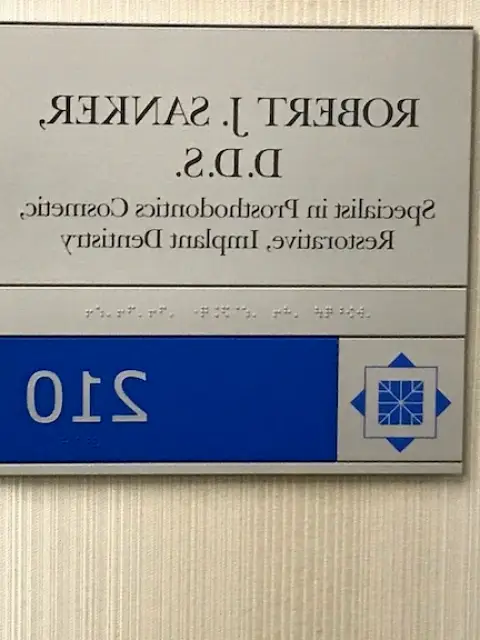 ROBERT J. SANKER,
D.D.S.
Specialist in Prosthodontics Cosmetic,
Restorative, Implant Dentistry
210